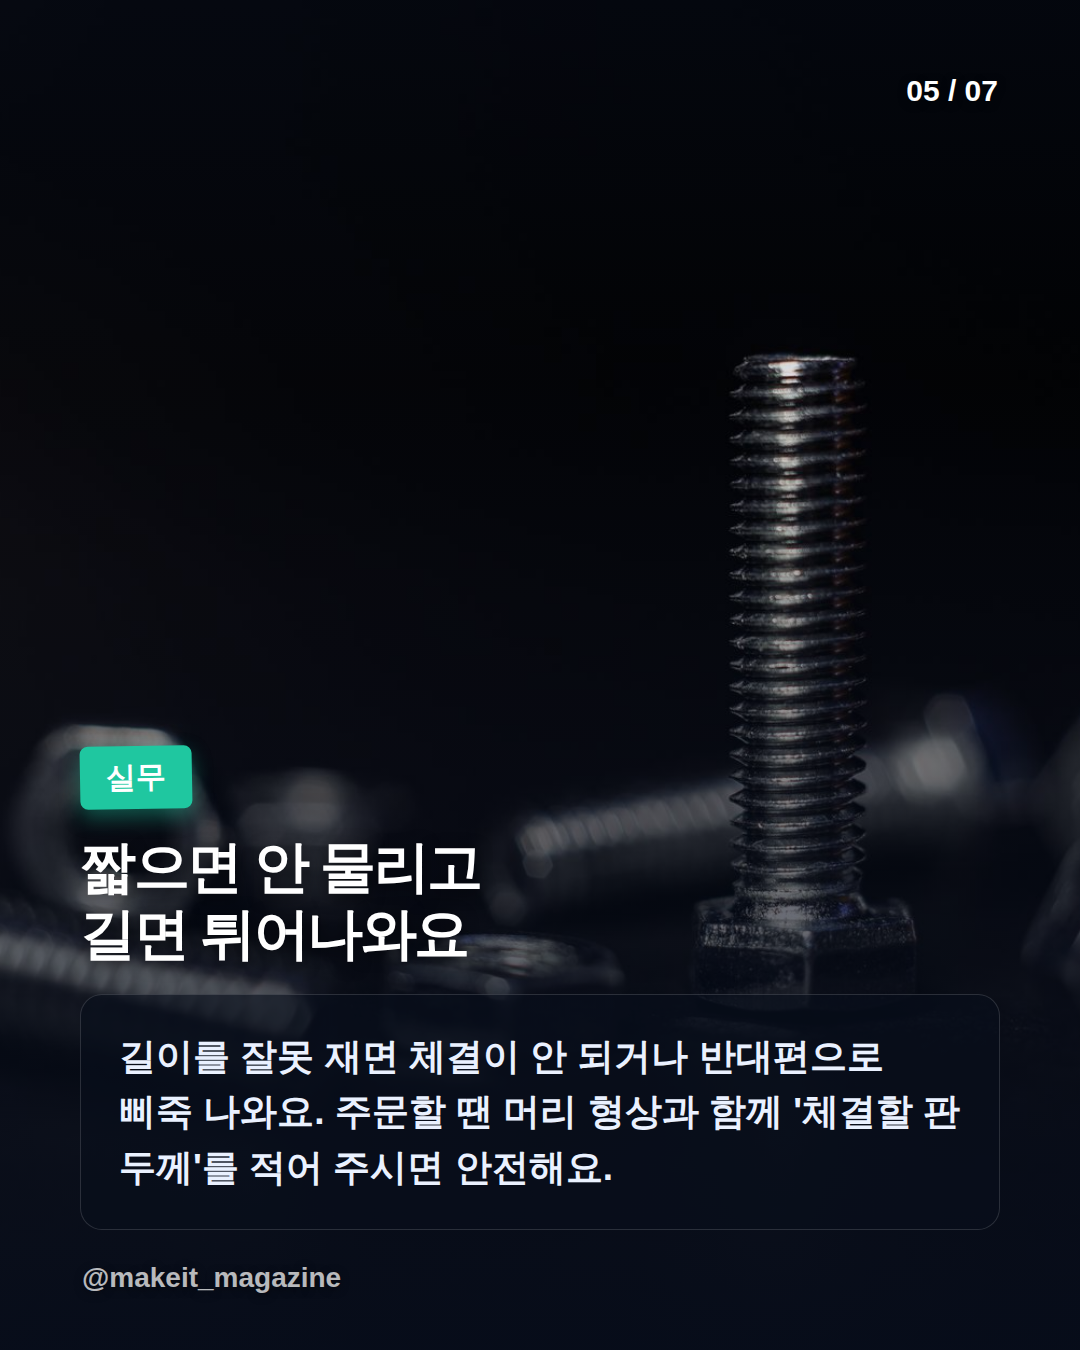 05 / 07
실무
짧으면 안 물리고
길면 튀어나와요
길이를 잘못 재면 체결이 안 되거나 반대편으로
삐죽 나와요. 주문할 땐 머리 형상과 함께 '체결할 판
두께'를 적어 주시면 안전해요.
@makeit_magazine